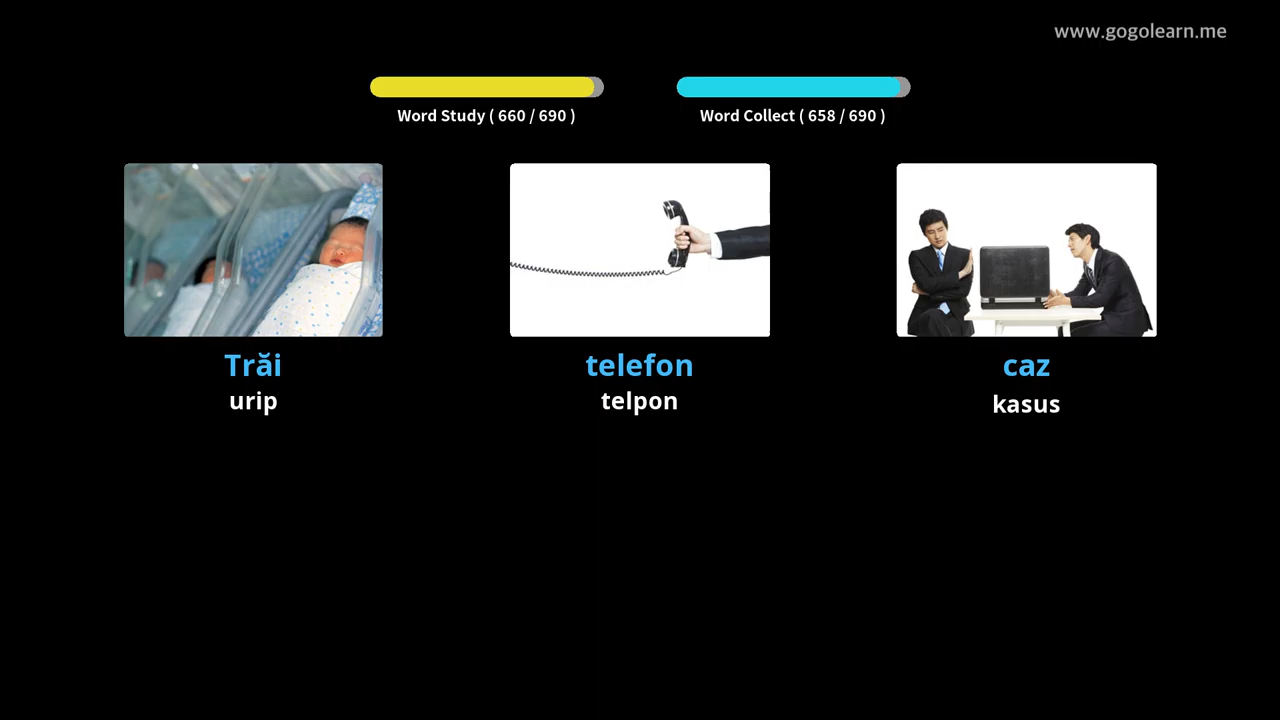 www.gogolearn.me
Word Study ( 660 / 690 )
Word Collect ( 658 / 690 )
Trăi
telefon
caz
urip
telpon
kasus